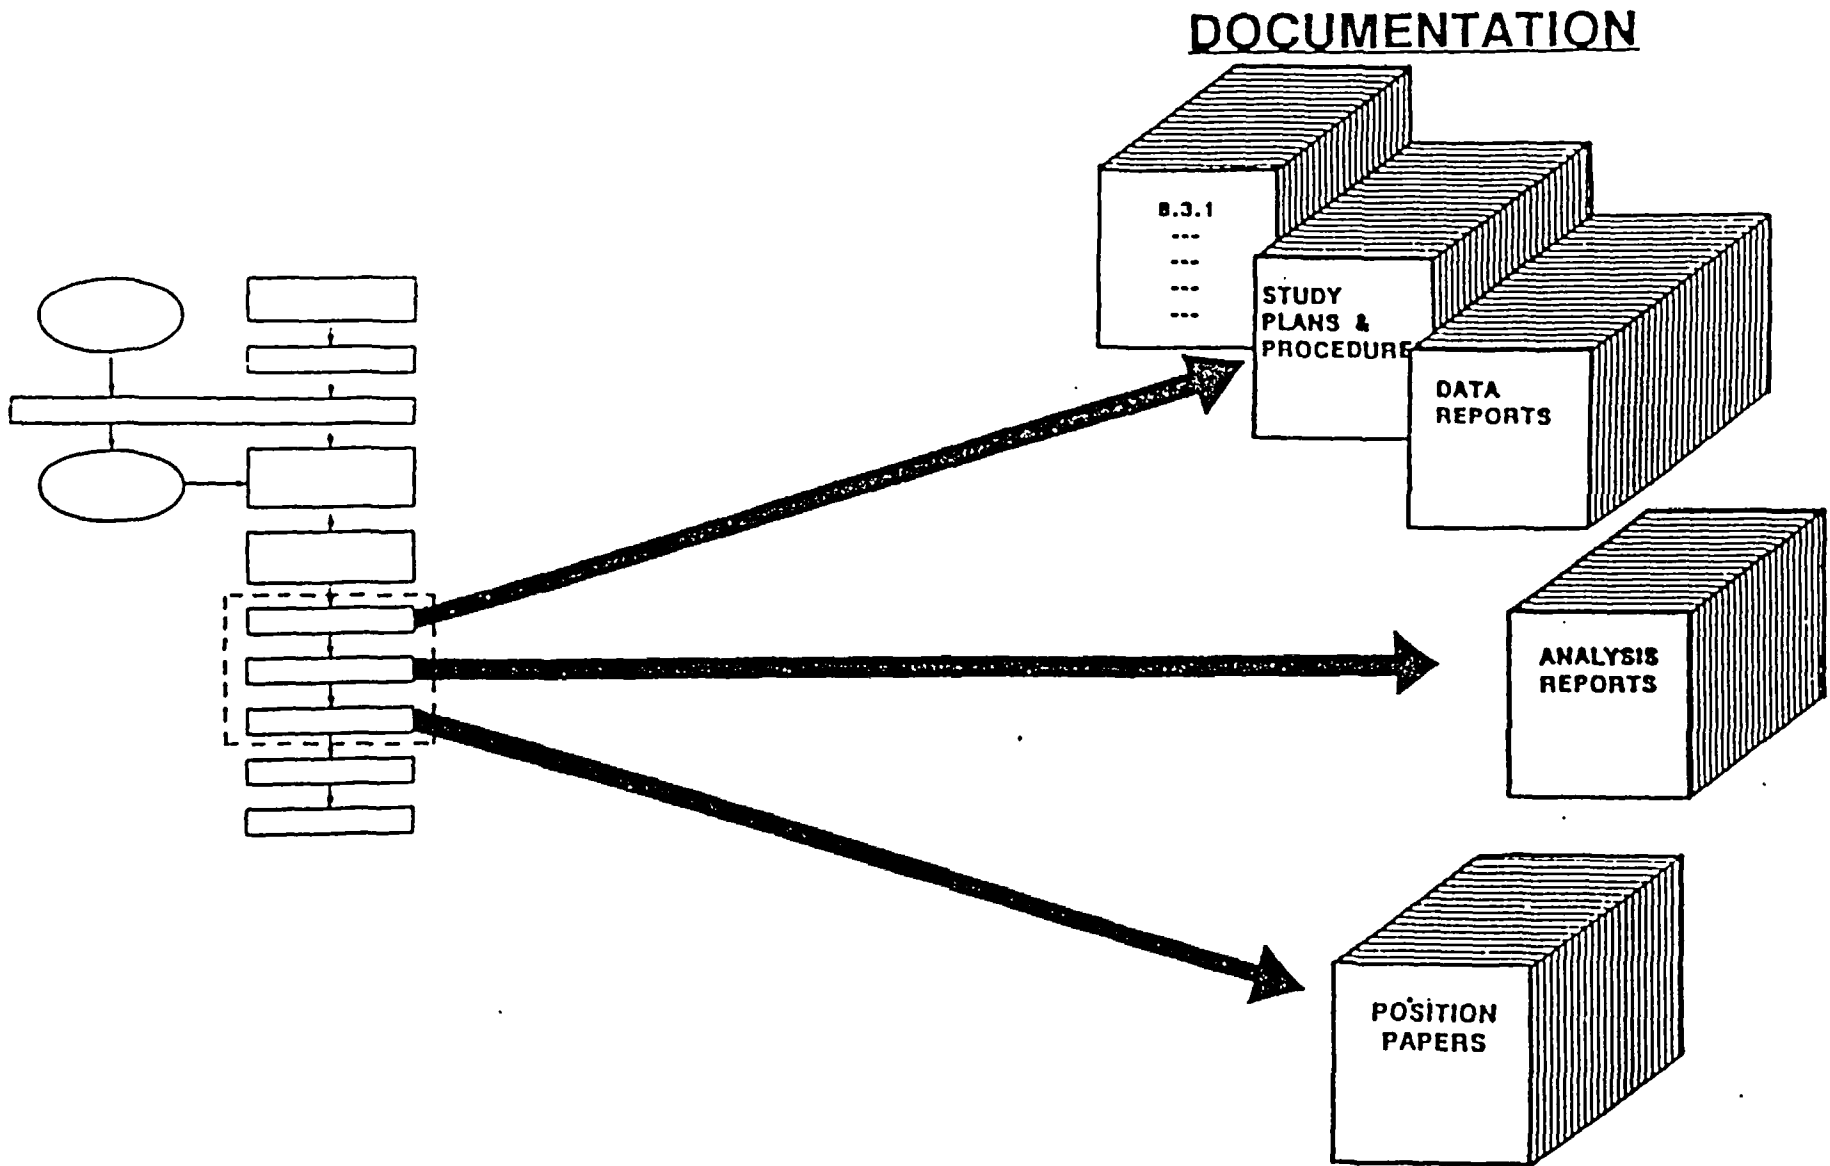 DOCUMENTATION
8.3.1
---
---
---
---
STUDY
PLANS &
PROCEDURE
DATA
REPORTS
ANALYSIS
REPORTS
POSITION
PAPERS